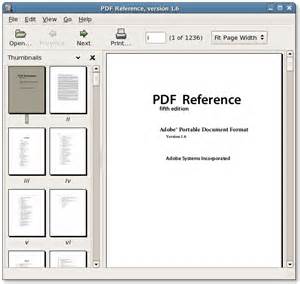 PDF Reference, version 1.6
File Edit View Go Help
Open... Previous Next Print... i (1 of 1236) Fit Page Width
Thumbnails
PDF Reference
fifth edition
Adobe® Portable Document Format
Version 1.6
Adobe Systems Incorporated
i ii
iii iv
v vi